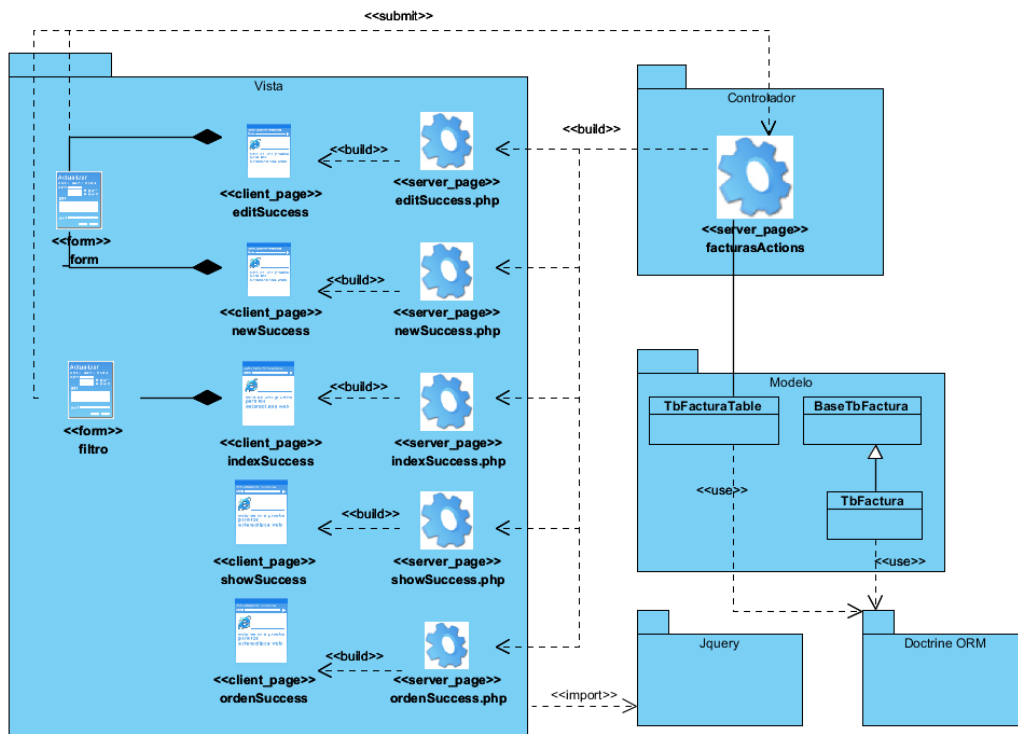 <<submit>>
Vista
Controlador
<<build>>
<<build>>
<<client_page>>
editSuccess
<<server_page>>
editSuccess.php
<<server_page>>
facturasActions
Actualizar
<<form>>
form
<<build>>
<<client_page>>
newSuccess
<<server_page>>
newSuccess.php
Actualizar
<<form>>
filtro
<<build>>
<<client_page>>
indexSuccess
<<server_page>>
indexSuccess.php
Modelo
TbFacturaTable
BaseTbFactura
<<use>>
TbFactura
<<use>>
<<build>>
<<client_page>>
showSuccess
<<server_page>>
showSuccess.php
<<build>>
<<client_page>>
ordenSuccess
<<server_page>>
ordenSuccess.php
<<import>>
Jquery
Doctrine ORM